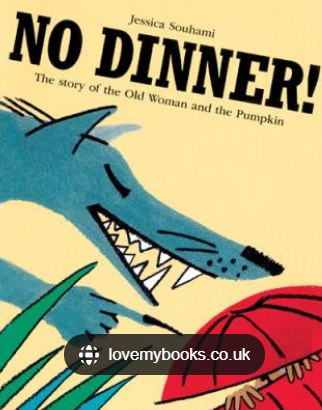 Jessica Souhami
NO DINNER!
The story of the Old Woman and the Pumpkin
lovemybooks.co.uk